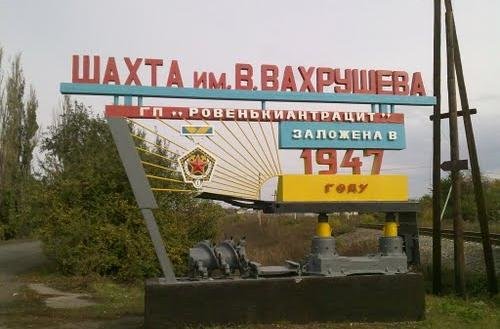 ШАХТА ИМ. В. ВАХРУШЕВА
ГП "РОВЕНЬКИАНТРАЦИТ"
ЗАЛОЖЕНА В
1947
ГОДУ